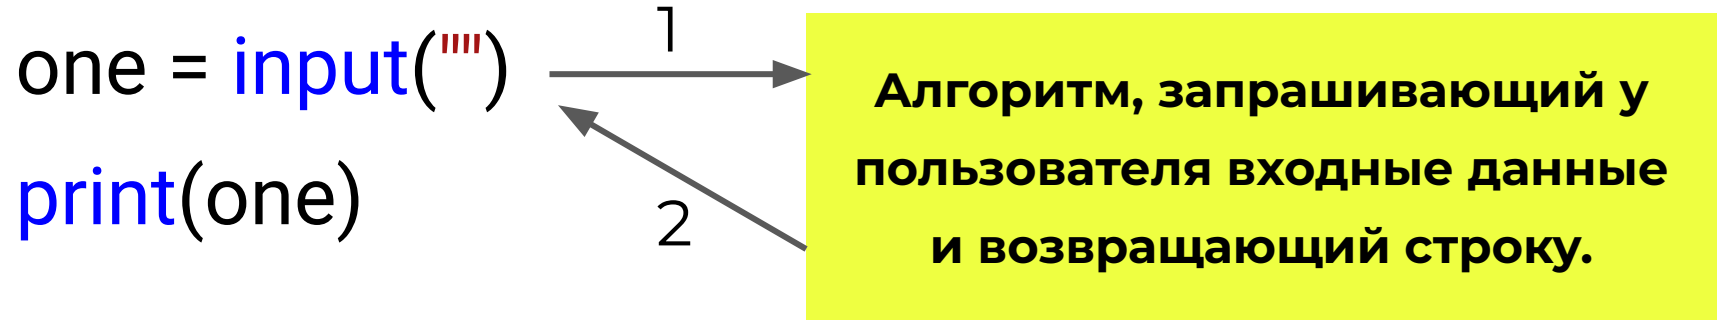 one = input("")
print(one)
1
2
Алгоритм, запрашивающий у
пользователя входные данные
и возвращающий строку.